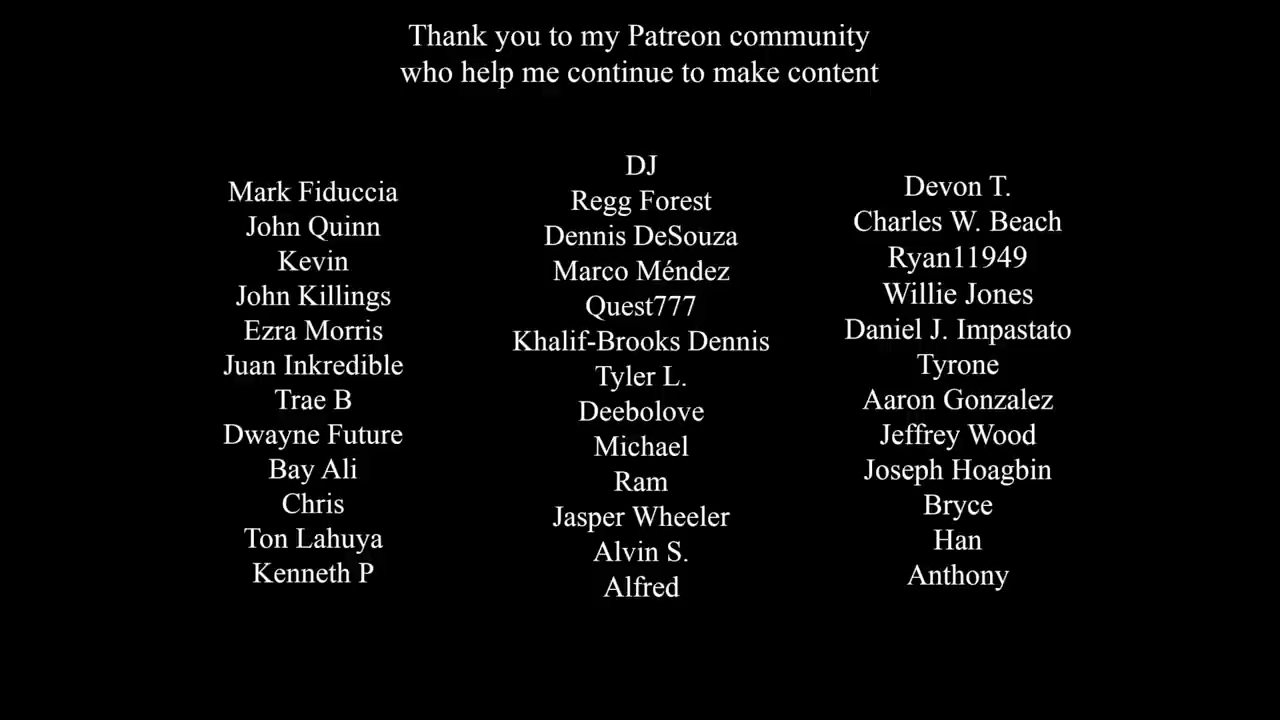 Thank you to my Patreon community
who help me continue to make content
Mark Fiduccia
John Quinn
Kevin
John Killings
Ezra Morris
Juan Inkredible
Trae B
Dwayne Future
Bay Ali
Chris
Ton Lahuya
Kenneth P
DJ
Regg Forest
Dennis DeSouza
Marco Méndez
Quest777
Khalif-Brooks Dennis
Tyler L.
Deebolove
Michael
Ram
Jasper Wheeler
Alvin S.
Alfred
Devon T.
Charles W. Beach
Ryan11949
Willie Jones
Daniel J. Impastato
Tyrone
Aaron Gonzalez
Jeffrey Wood
Joseph Hoagbin
Bryce
Han
Anthony